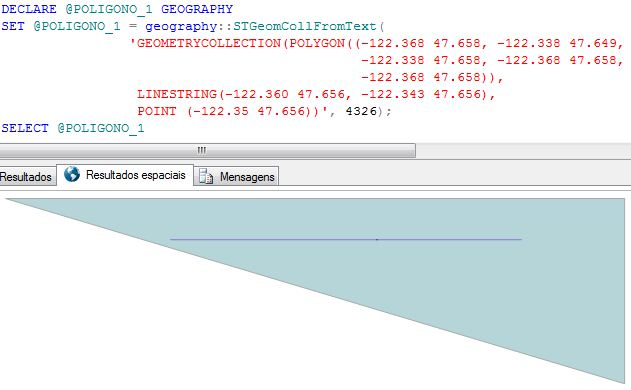 DECLARE @POLIGONO_1 GEOGRAPHY
SET @POLIGONO_1 = geography::STGeomCollFromText(
'GEOMETRYCOLLECTION(POLYGON((-122.368 47.658, -122.338 47.649,
-122.338 47.658, -122.368 47.658,
-122.368 47.658)),
LINESTRING(-122.360 47.656, -122.343 47.656),
POINT (-122.35 47.656))', 4326);
SELECT @POLIGONO_1
Resultados Resultados espaciais Mensagens